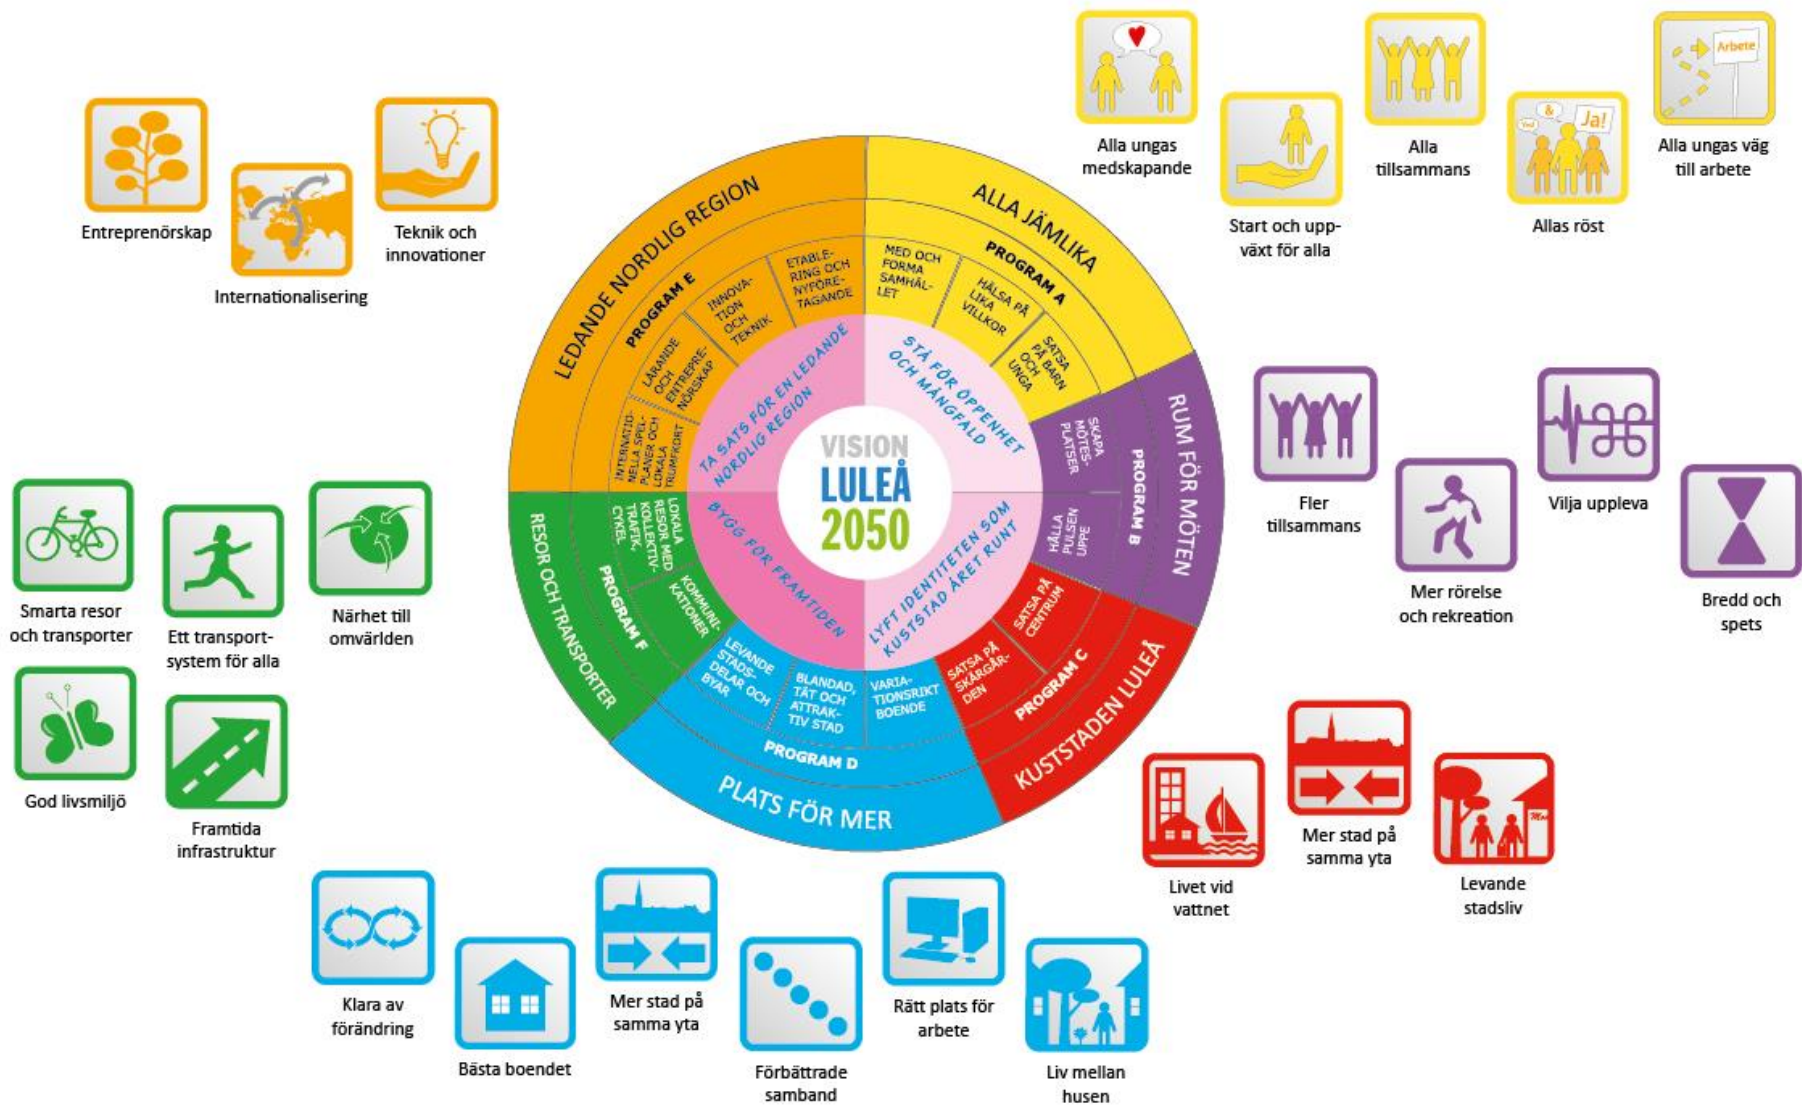 Entreprenörskap
Internationalisering
Teknik och
innovationer
Alla ungas
medskapande
Start och upp-
växt för alla
Alla
tillsammans
Yes!
&
Ja!
Allas röst
Arbete
Alla ungas väg
till arbete
LEDANDE NORDLIG REGION
PROGRAM E
INTERNATIO-
NELLA SPEL-
PLANER OCH
LOKALA
TRUMFKORT
LÄRANDE
OCH
ENTREPRE-
NÖRSKAP
INNOVA-
TION
OCH
TEKNIK
ETABLE-
RING OCH
NYFÖRE-
TAGANDE
ALLA JÄMLIKA
PROGRAM A
MED OCH
FORMA
SAMHÄL-
LET
HÄLSA PÅ
LIKA
VILLKOR
SATSA
PÅ BARN
OCH
UNGA
RUM FÖR MÖTEN
PROGRAM B
SKAPA
MÖTES-
PLATSER
HÅLLA
PULSEN
UPPE
KUSTSTADEN LULEÅ
PROGRAM C
SATSA PÅ
CENTRUM
SATSA PÅ
SKÄRGÅR-
DEN
PLATS FÖR MER
PROGRAM D
VARIA-
TIONSRIKT
BOENDE
BLANDAD,
TÄT OCH
ATTRAK-
TIV STAD
LEVANDE
STADS-
DELAR OCH
BYAR
RESOR OCH TRANSPORTER
PROGRAM F
KOMMUNI-
KATIONER
LOKALA
RESOR MED
KOLLEKTIV-
TRAFIK,
CYKEL
TA SATS FÖR EN LEDANDE
NORDLIG REGION
STÅ FÖR ÖPPENHET
OCH MÅNGFALD
LYFT IDENTITETEN SOM
KUSTSTAD ÅRET RUNT
BYGG FÖR FRAMTIDEN
VISION
LULEÅ
2050
Fler
tillsammans
Mer rörelse
och rekreation
Vilja uppleva
Bredd och
spets
Smarta resor
och transporter
Ett transport-
system för alla
Närhet till
omvärlden
God livsmiljö
Framtida
infrastruktur
Livet vid
vattnet
Mer stad på
samma yta
Levande
stadsliv
Klara av
förändring
Bästa boendet
Mer stad på
samma yta
Förbättrade
samband
Rätt plats för
arbete
Liv mellan
husen